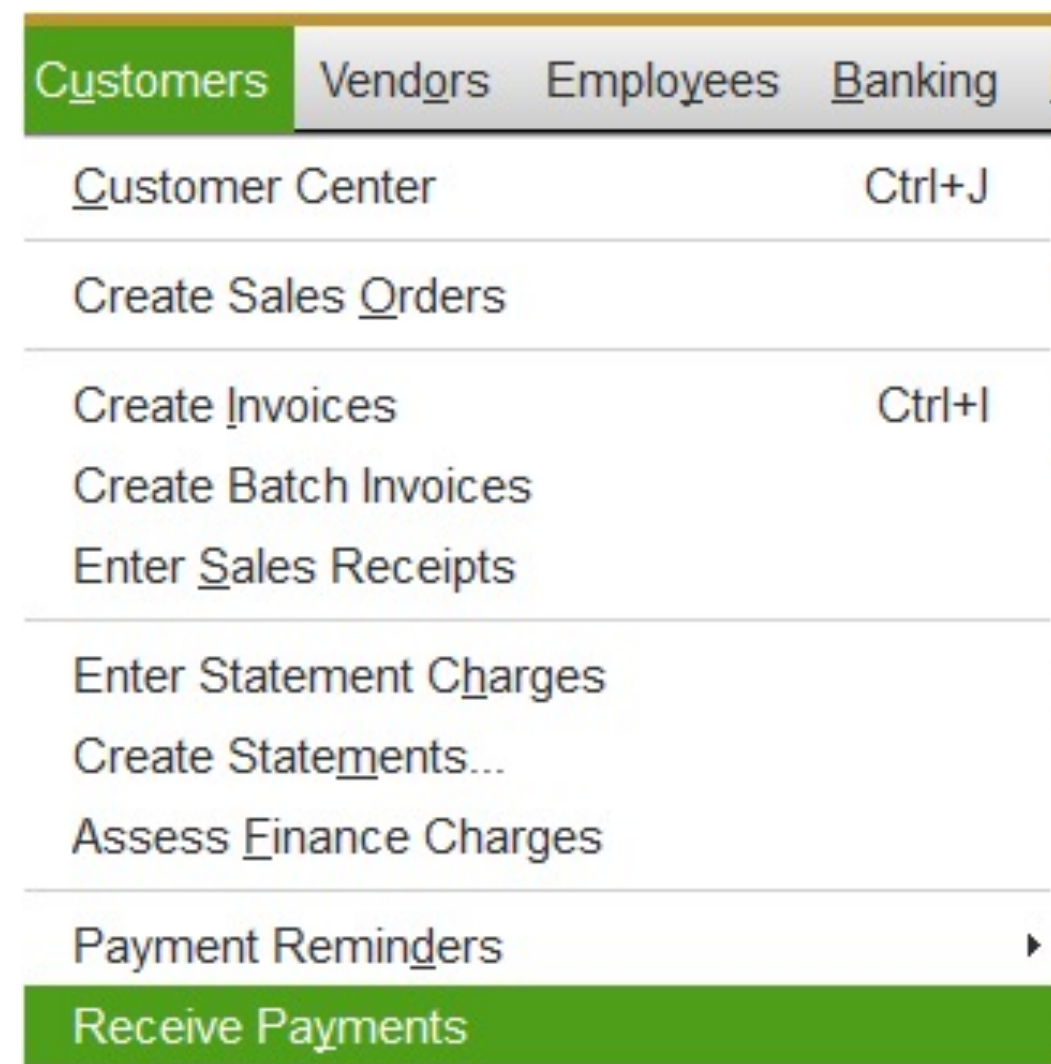 Customers Vendors Employees Banking
Customer Center Ctrl+J
Create Sales Orders
Create Invoices Ctrl+I
Create Batch Invoices
Enter Sales Receipts
Enter Statement Charges
Create Statements...
Assess Finance Charges
Payment Reminders
Receive Payments